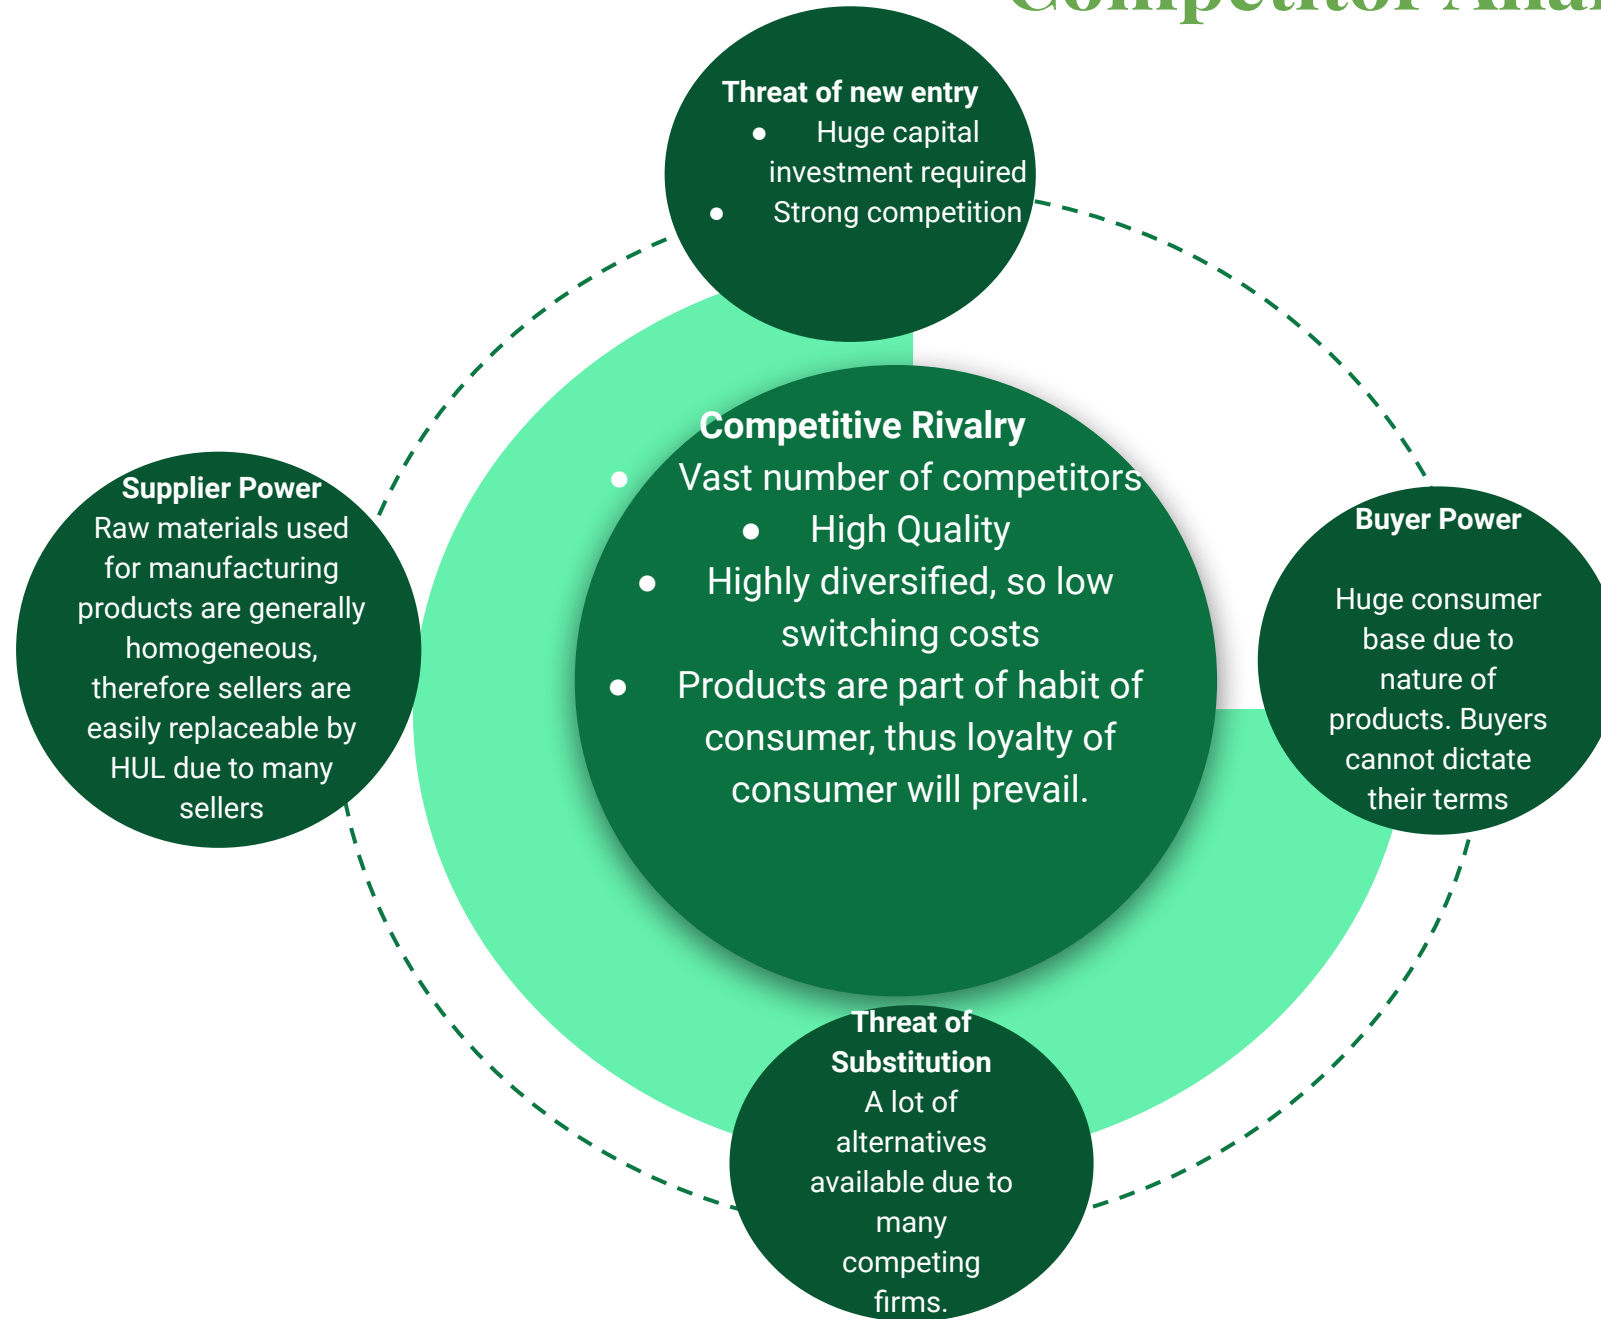 Competitor
Threat of new entry
● Huge capital
investment required
● Strong competition
Competitive Rivalry
● Vast number of competitors
● High Quality
● Highly diversified, so low
switching costs
● Products are part of habit of
consumer, thus loyalty of
consumer will prevail.
Supplier Power
Raw materials used
for manufacturing
products are generally
homogeneous,
therefore sellers are
easily replaceable by
HUL due to many
sellers
Buyer Power
Huge consumer
base due to
nature of
products. Buyers
cannot dictate
their terms
Threat of
Substitution
A lot of
alternatives
available due to
many
competing
firms.